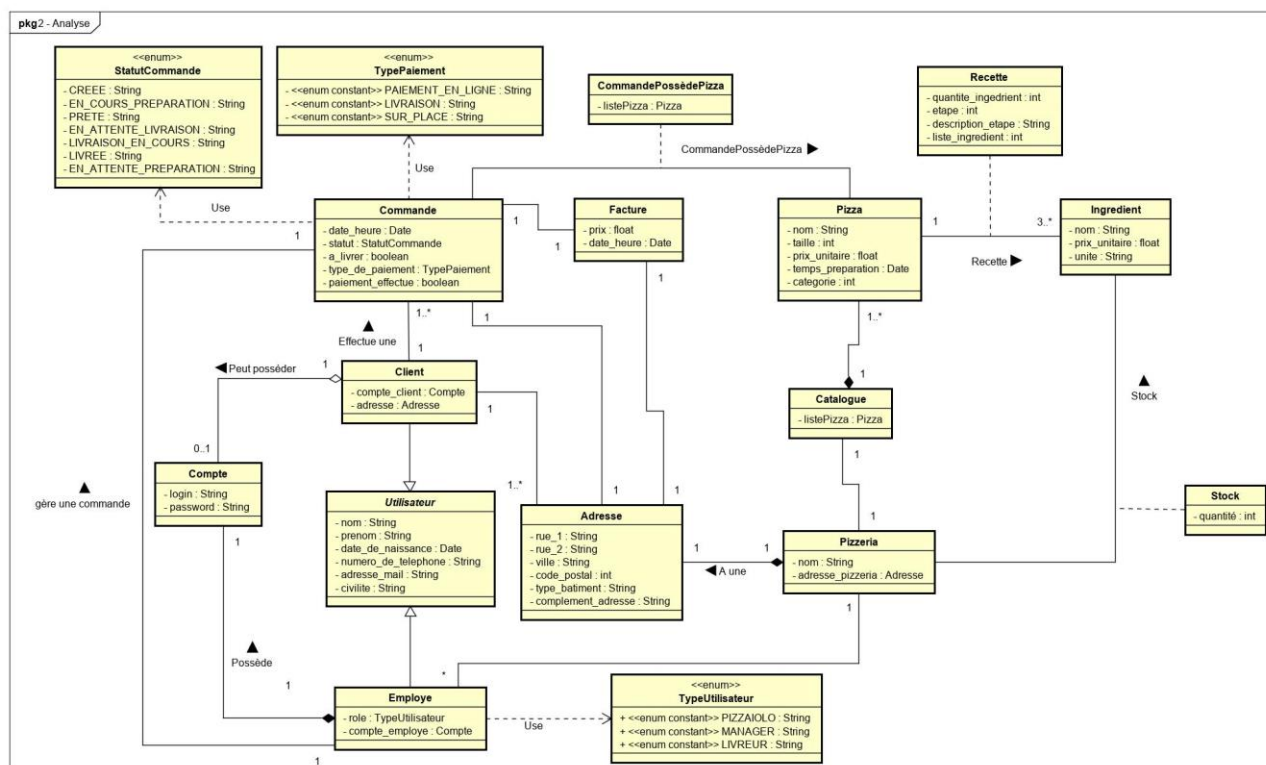 pkg 2 - Analyse
<<enum>>
StatutCommande
- CREEE : String
- EN_COURS_PREPARATION : String
- PRETE : String
- EN_ATTENTE_LIVRAISON : String
- LIVRAISON_EN_COURS : String
- LIVREE : String
- EN_ATTENTE_PREPARATION : String
<<enum>>
TypePaiement
- <<enum constant>> PAIEMENT_EN_LIGNE : String
- <<enum constant>> LIVRAISON : String
- <<enum constant>> SUR_PLACE : String
CommandePossèdePizza
- listePizza : Pizza
Recette
- quantite_ingedrient : int
- etape : int
- description_etape : String
- liste_ingredient : int
CommandePossèdePizza ▶
Use
Use
Commande
- date_heure : Date
- statut : StatutCommande
- a_livrer : boolean
- type_de_paiement : TypePaiement
- paiement_effectue : boolean
1
1
1
Facture
- prix : float
- date_heure : Date
1
Pizza
- nom : String
- taille : int
- prix_unitaire : float
- temps_preparation : Date
- categorie : int
1
3..*
Recette ▶
Ingredient
- nom : String
- prix_unitaire : float
- unite : String
1..*
1
1..*
▲
Effectue une
1
◀ Peut posséder
1
Client
- compte_client : Compte
- adresse : Adresse
1
1
Catalogue
- listePizza : Pizza
1
▲
Stock
0..1
Compte
- login : String
- password : String
1
▲
gère une commande
1..*
Utilisateur
- nom : String
- prenom : String
- date_de_naissance : Date
- numero_de_telephone : String
- adresse_mail : String
- civilite : String
1
1
Adresse
- rue_1 : String
- rue_2 : String
- ville : String
- code_postal : int
- type_batiment : String
- complement_adresse : String
1
1
◀ A une
1
Pizzeria
- nom : String
- adresse_pizzeria : Adresse
1
Stock
- quantité : int
▲
Possède
1
*
Employe
- role : TypeUtilisateur
- compte_employe : Compte
1
Use
<<enum>>
TypeUtilisateur
+ <<enum constant>> PIZZAIOLO : String
+ <<enum constant>> MANAGER : String
+ <<enum constant>> LIVREUR : String